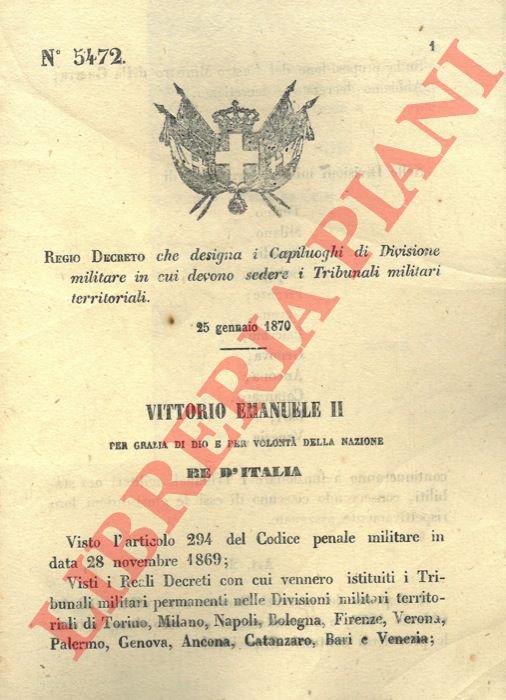 N° 5472.
1
REGIO DECRETO che designa i Capiluoghi di Divisione
militare in cui devono sedere i Tribunali militari
territoriali.
25 gennaio 1870
VITTORIO EMANUELE II
PER GRAZIA DI DIO E PER VOLONTÀ DELLA NAZIONE
RE D'ITALIA
Visto l'articolo 294 del Codice penale militare in
data 28 novembre 1869;
Visti i Reali Decreti con cui vennero istituiti i Tri-
bunali militari permanenti nelle Divisioni militari territo-
riali di Torino, Milano, Napoli, Bologna, Firenze, Verona,
Palermo, Genova, Ancona, Catanzaro, Bari e Venezia;
LIBRERIA PIANI